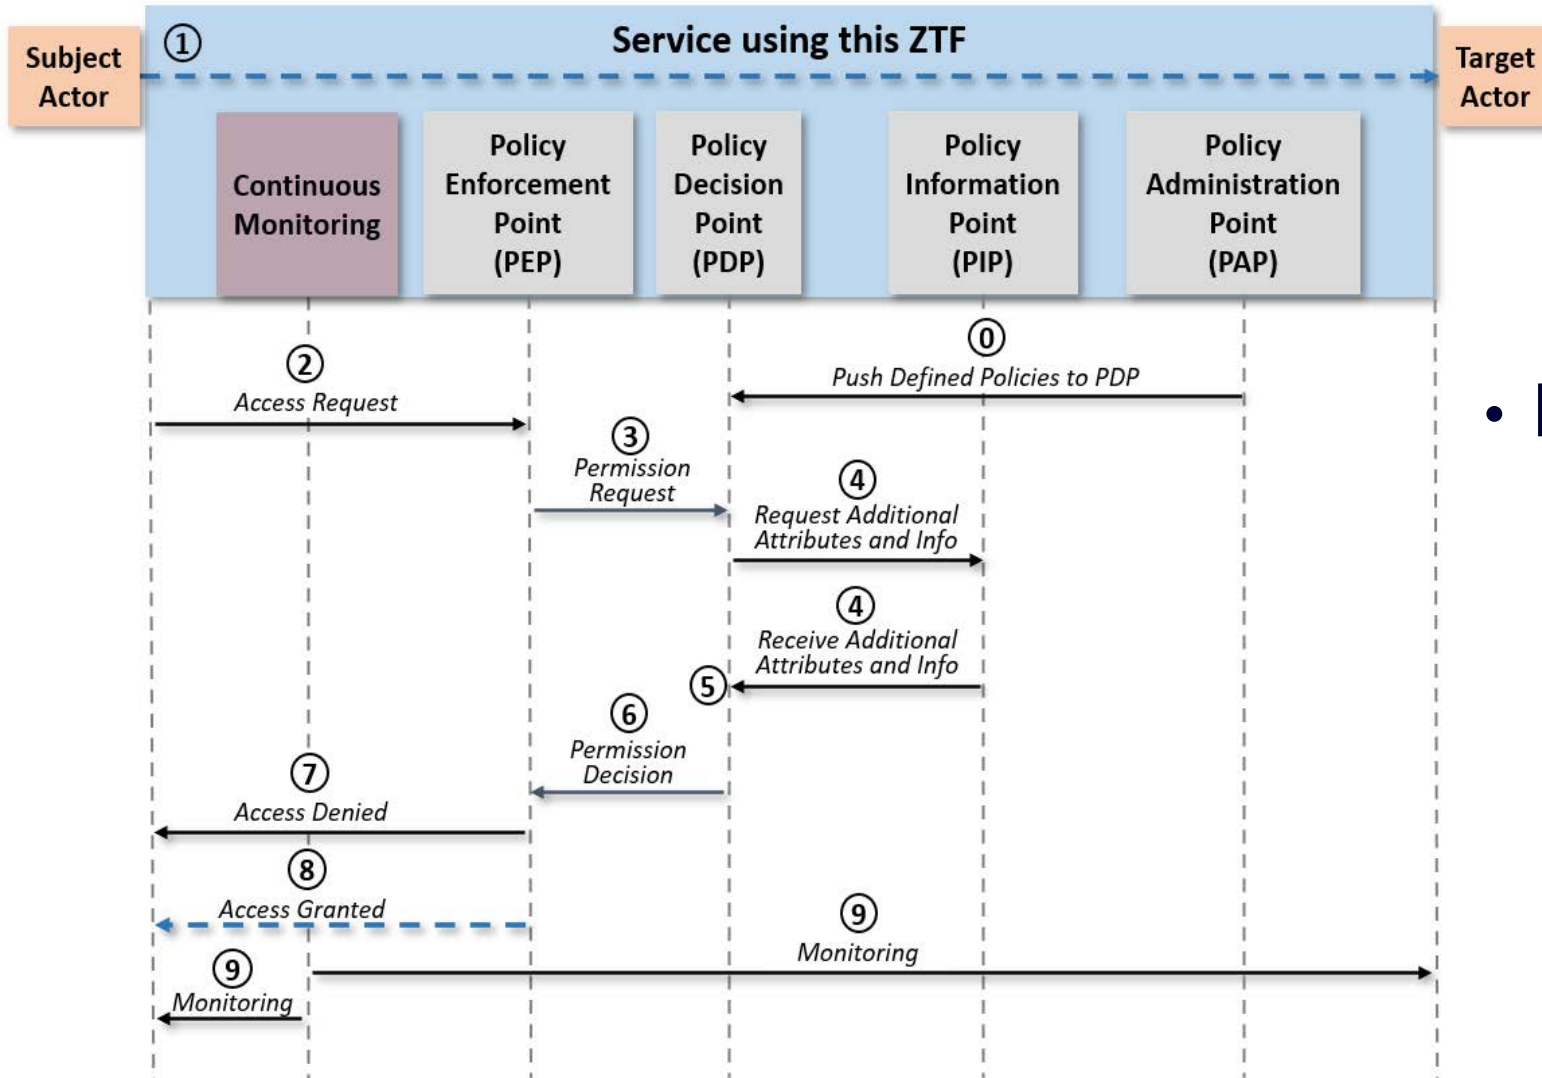 Service using this ZTF
①
Subject
Actor
Target
Actor
Continuous
Monitoring
Policy
Enforcement
Point
(PEP)
Policy
Decision
Point
(PDP)
Policy
Information
Point
(PIP)
Policy
Administration
Point
(PAP)
⓪
Push Defined Policies to PDP
②
Access Request
③
Permission
Request
④
Request Additional
Attributes and Info
④
Receive Additional
Attributes and Info
⑤
⑥
Permission
Decision
⑦
Access Denied
⑧
Access Granted
⑨
Monitoring
⑨
Monitoring
•